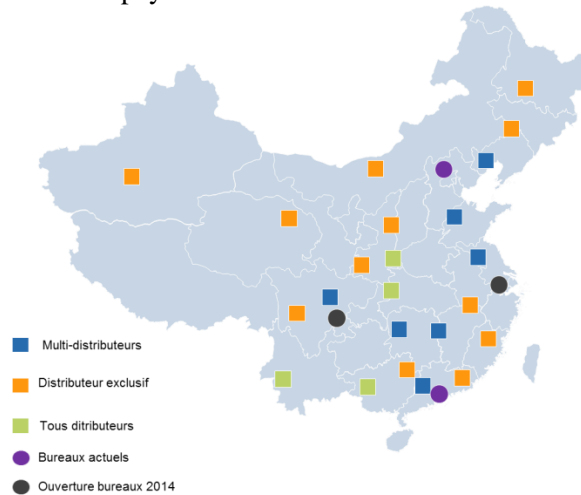 Multi-distributeurs
Distributeur exclusif
Tous ditributeurs
Bureaux actuels
Ouverture bureaux 2014